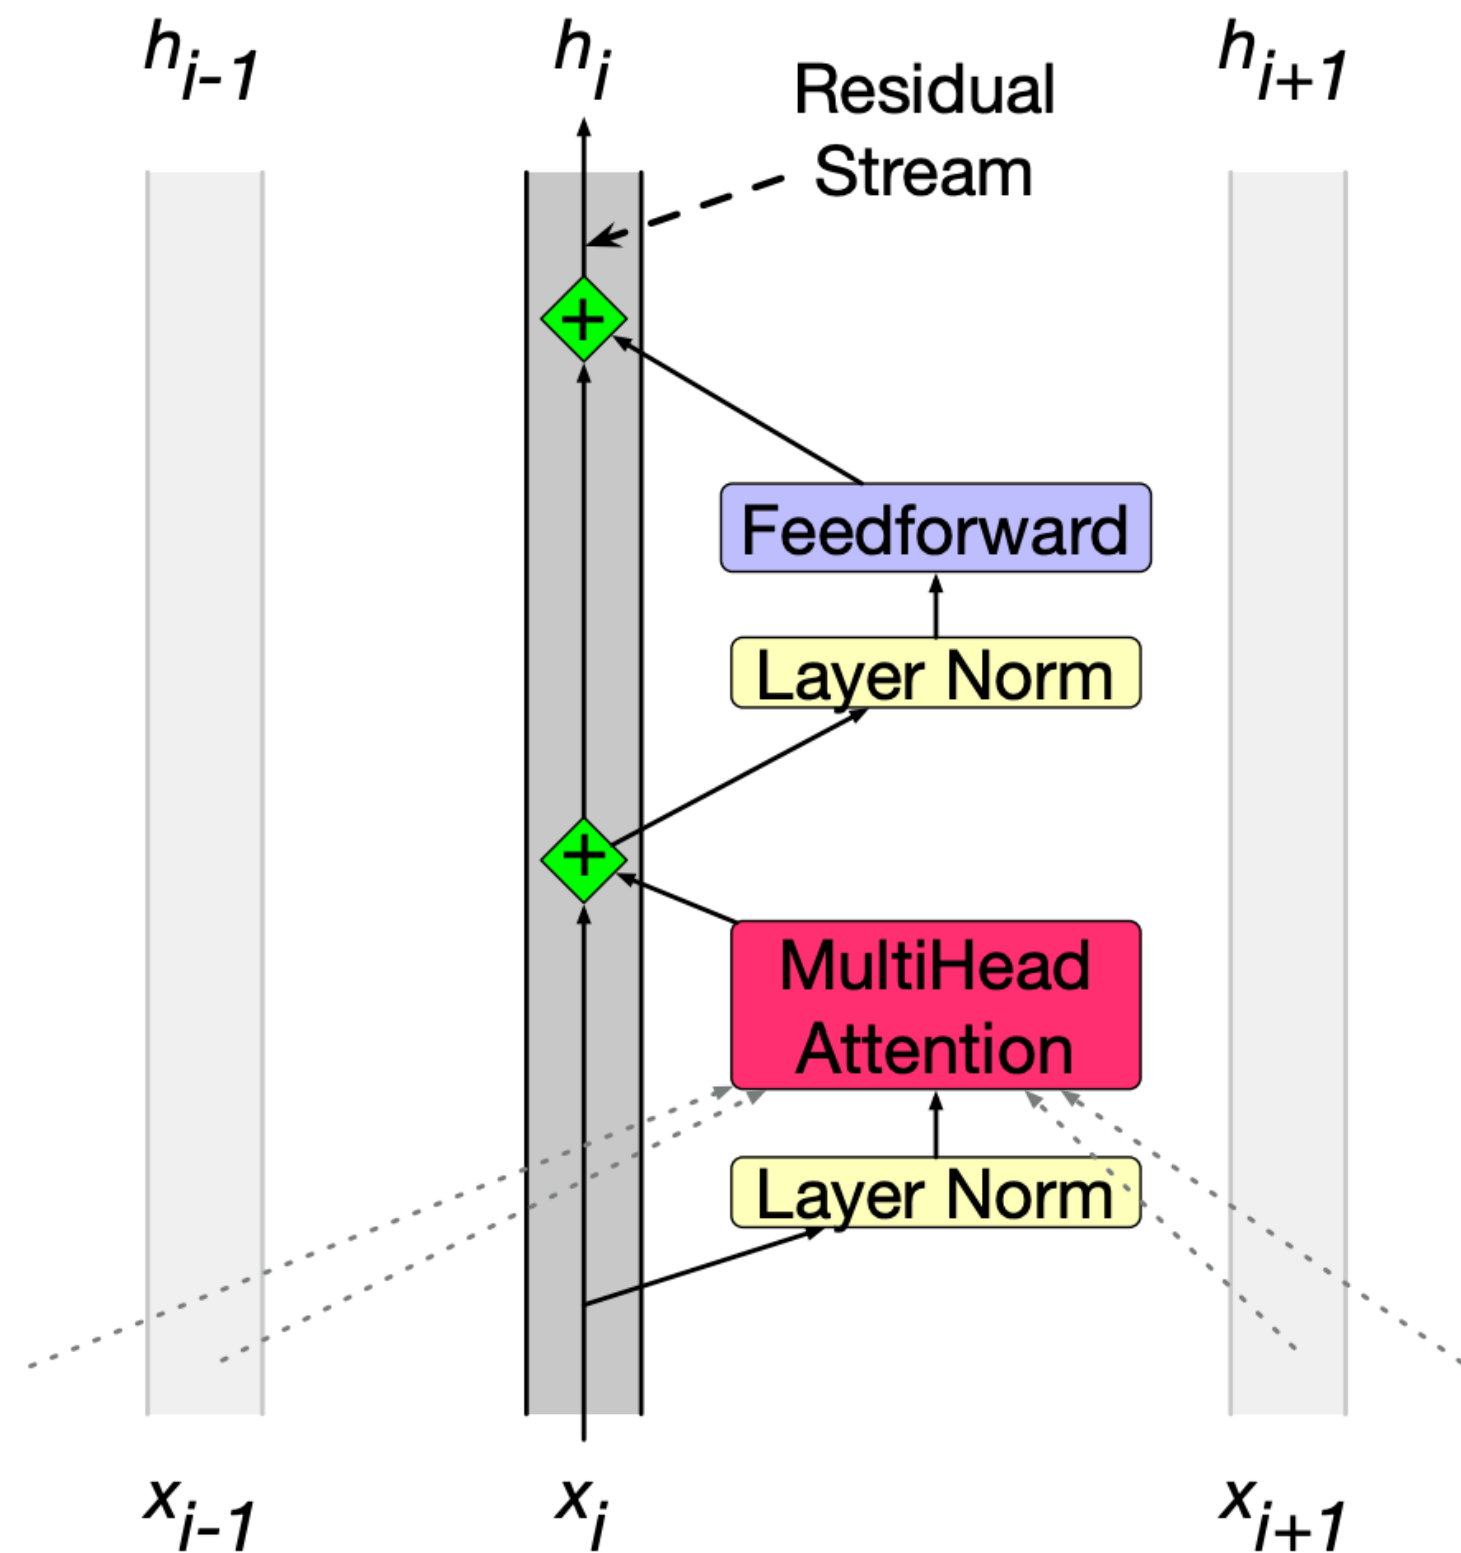 h_{i-1} h_i h_{i+1}
Residual
Stream
+
Feedforward
Layer Norm
+
MultiHead
Attention
Layer Norm
x_{i-1} x_i x_{i+1}